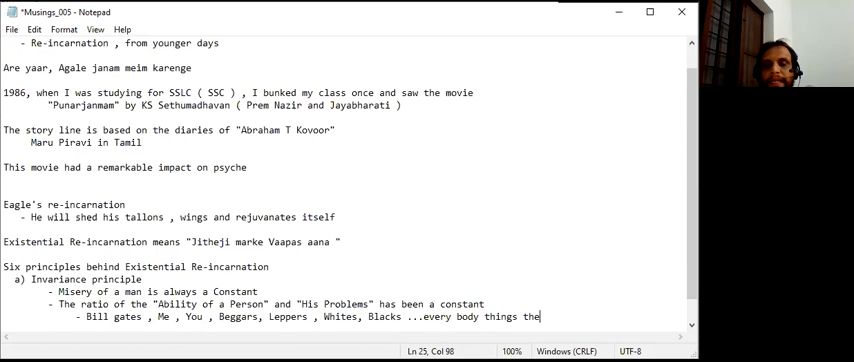 *Musings_005 - Notepad
File Edit Format View Help
- Re-incarnation , from younger days
Are yaar, Agale janam meim karenge
1986, when I was studying for SSLC ( SSC ) , I bunked my class once and saw the movie
"Punarjanmam" by KS Sethumadhavan ( Prem Nazir and Jayabharati )
The story line is based on the diaries of "Abraham T Kovoor"
Maru Piravi in Tamil
This movie had a remarkable impact on psyche
Eagle's re-incarnation
- He will shed his tallons , wings and rejuvanates itself
Existential Re-incarnation means "Jitheji marke Vaapas aana "
Six principles behind Existential Re-incarnation
a) Invariance principle
- Misery of a man is always a Constant
- The ratio of the "Ability of a Person" and "His Problems" has been a constant
- Bill gates , Me , You , Beggars, Leppers , Whites, Blacks ...every body things the
Ln 25, Col 98 100% Windows (CRLF) UTF-8